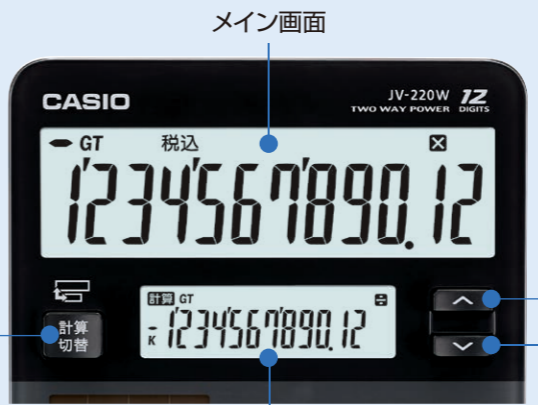 メイン画面
CASIO
JV-220W 12
TWO WAY POWER DIGITS
GT 税込
1'234'567'890.12
計算 GT
K 1'234'567'890.12
計算
切替